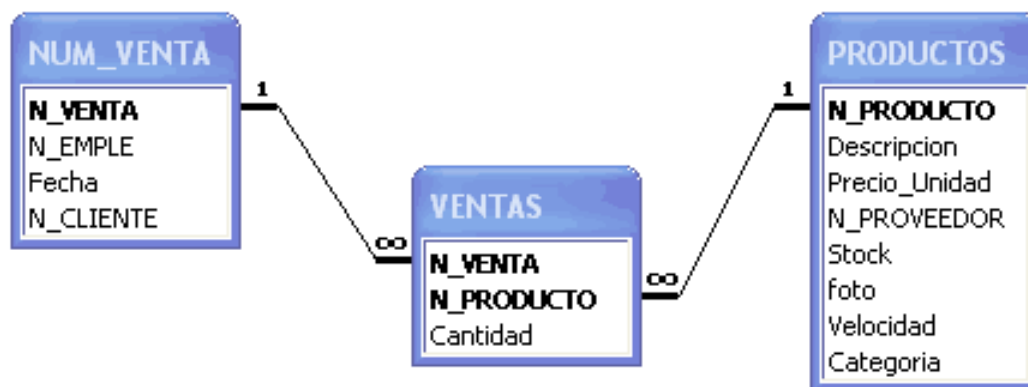 NUM_VENTA
N_VENTA
N_EMPLE
Fecha
N_CLIENTE
1
∞
VENTAS
N_VENTA
N_PRODUCTO
Cantidad
∞
1
PRODUCTOS
N_PRODUCTO
Descripcion
Precio_Unidad
N_PROVEEDOR
Stock
foto
Velocidad
Categoria